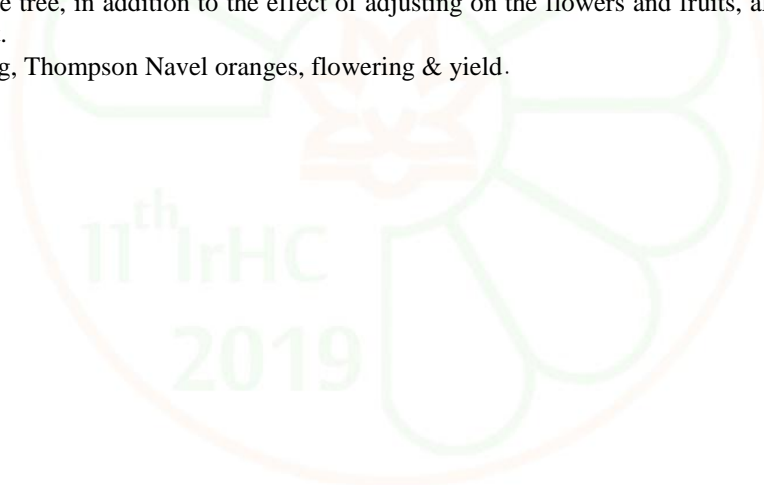 e tree, in addition to the effect of adjusting on the flowers and fruits, a
.
g, Thompson Navel oranges, flowering & yield.
11th IrHC
2019